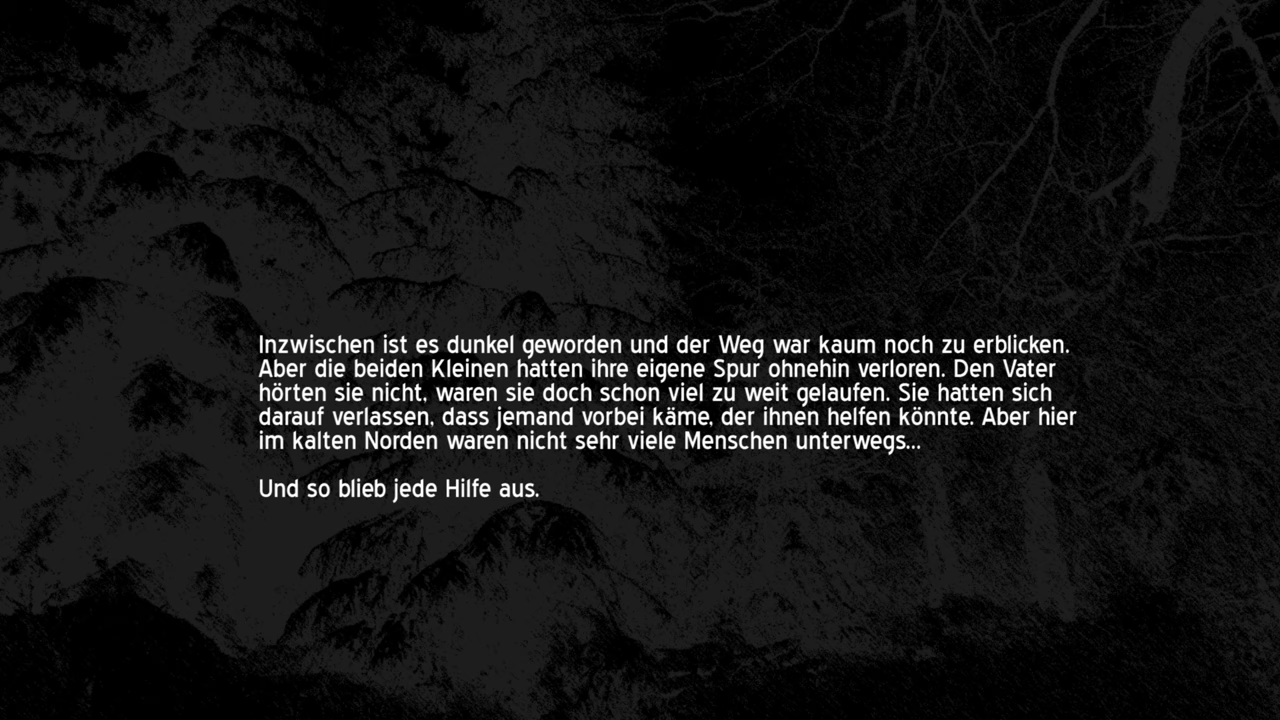 Inzwischen ist es dunkel geworden und der Weg war kaum noch zu erblicken.
Aber die beiden Kleinen hatten ihre eigene Spur ohnehin verloren. Den Vater
hörten sie nicht, waren sie doch schon viel zu weit gelaufen. Sie hatten sich
darauf verlassen, dass jemand vorbei käme, der ihnen helfen könnte. Aber hier
im kalten Norden waren nicht sehr viele Menschen unterwegs...
Und so blieb jede Hilfe aus.